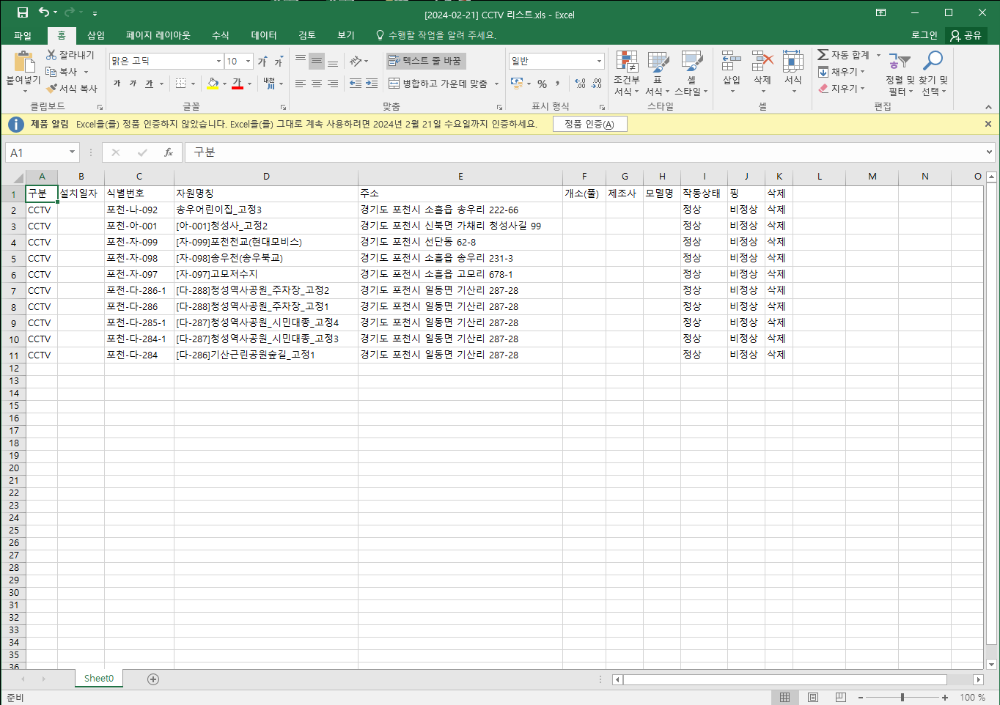 [2024-02-21] CCTV 리스트.xls - Excel
파일 홈 삽입 페이지 레이아웃 수식 데이터 검토 보기 수행할 작업을 알려 주세요. 로그인 공유
붙여넣기 잘라내기 복사 서식 복사 클립보드
맑은 고딕 10 가 가 가 가 가 가 내천 글꼴
텍스트 줄 바꿈 병합하고 가운데 맞춤 맞춤
일반 % , 표시 형식
조건부 서식 표 서식 셀 스타일 스타일
삽입 삭제 서식 셀
자동 합계 채우기 지우기 정렬 및 필터 찾기 및 선택 편집
제품 알림 Excel을(를) 정품 인증하지 않았습니다. Excel을(를) 그대로 계속 사용하려면 2024년 2월 21일 수요일까지 인증하세요. 정품 인증(A)
A1 fx 구분
A B C D E F G H I J K L M N O
1 구분 설치일자 식별번호 자원명칭 주소 개소(폴) 제조사 모델명 작동상태 핑 삭제
2 CCTV 포천-나-092 송우어린이집_고정3 경기도 포천시 소흘읍 송우리 222-66 정상 비정상 삭제
3 CCTV 포천-아-001 [아-001]청성사_고정2 경기도 포천시 신북면 가채리 청성사길 99 정상 비정상 삭제
4 CCTV 포천-자-099 [자-099]포천천교(현대모비스) 경기도 포천시 선단동 62-8 정상 비정상 삭제
5 CCTV 포천-자-098 [자-098]송우천(송우북교) 경기도 포천시 소흘읍 송우리 231-3 정상 비정상 삭제
6 CCTV 포천-자-097 [자-097]고모저수지 경기도 포천시 소흘읍 고모리 678-1 정상 비정상 삭제
7 CCTV 포천-다-286-1 [다-288]청성역사공원_주차장_고정2 경기도 포천시 일동면 기산리 287-28 정상 비정상 삭제
8 CCTV 포천-다-286 [다-288]청성역사공원_주차장_고정1 경기도 포천시 일동면 기산리 287-28 정상 비정상 삭제
9 CCTV 포천-다-285-1 [다-287]청성역사공원_시민대종_고정4 경기도 포천시 일동면 기산리 287-28 정상 비정상 삭제
10 CCTV 포천-다-284-1 [다-287]청성역사공원_시민대종_고정3 경기도 포천시 일동면 기산리 287-28 정상 비정상 삭제
11 CCTV 포천-다-284 [다-286]기산근린공원숲길_고정1 경기도 포천시 일동면 기산리 287-28 정상 비정상 삭제
12
13
14
15
16
17
18
19
20
21
22
23
24
25
26
27
28
29
30
31
32
33
34
35
36
Sheet0
준비 100 %